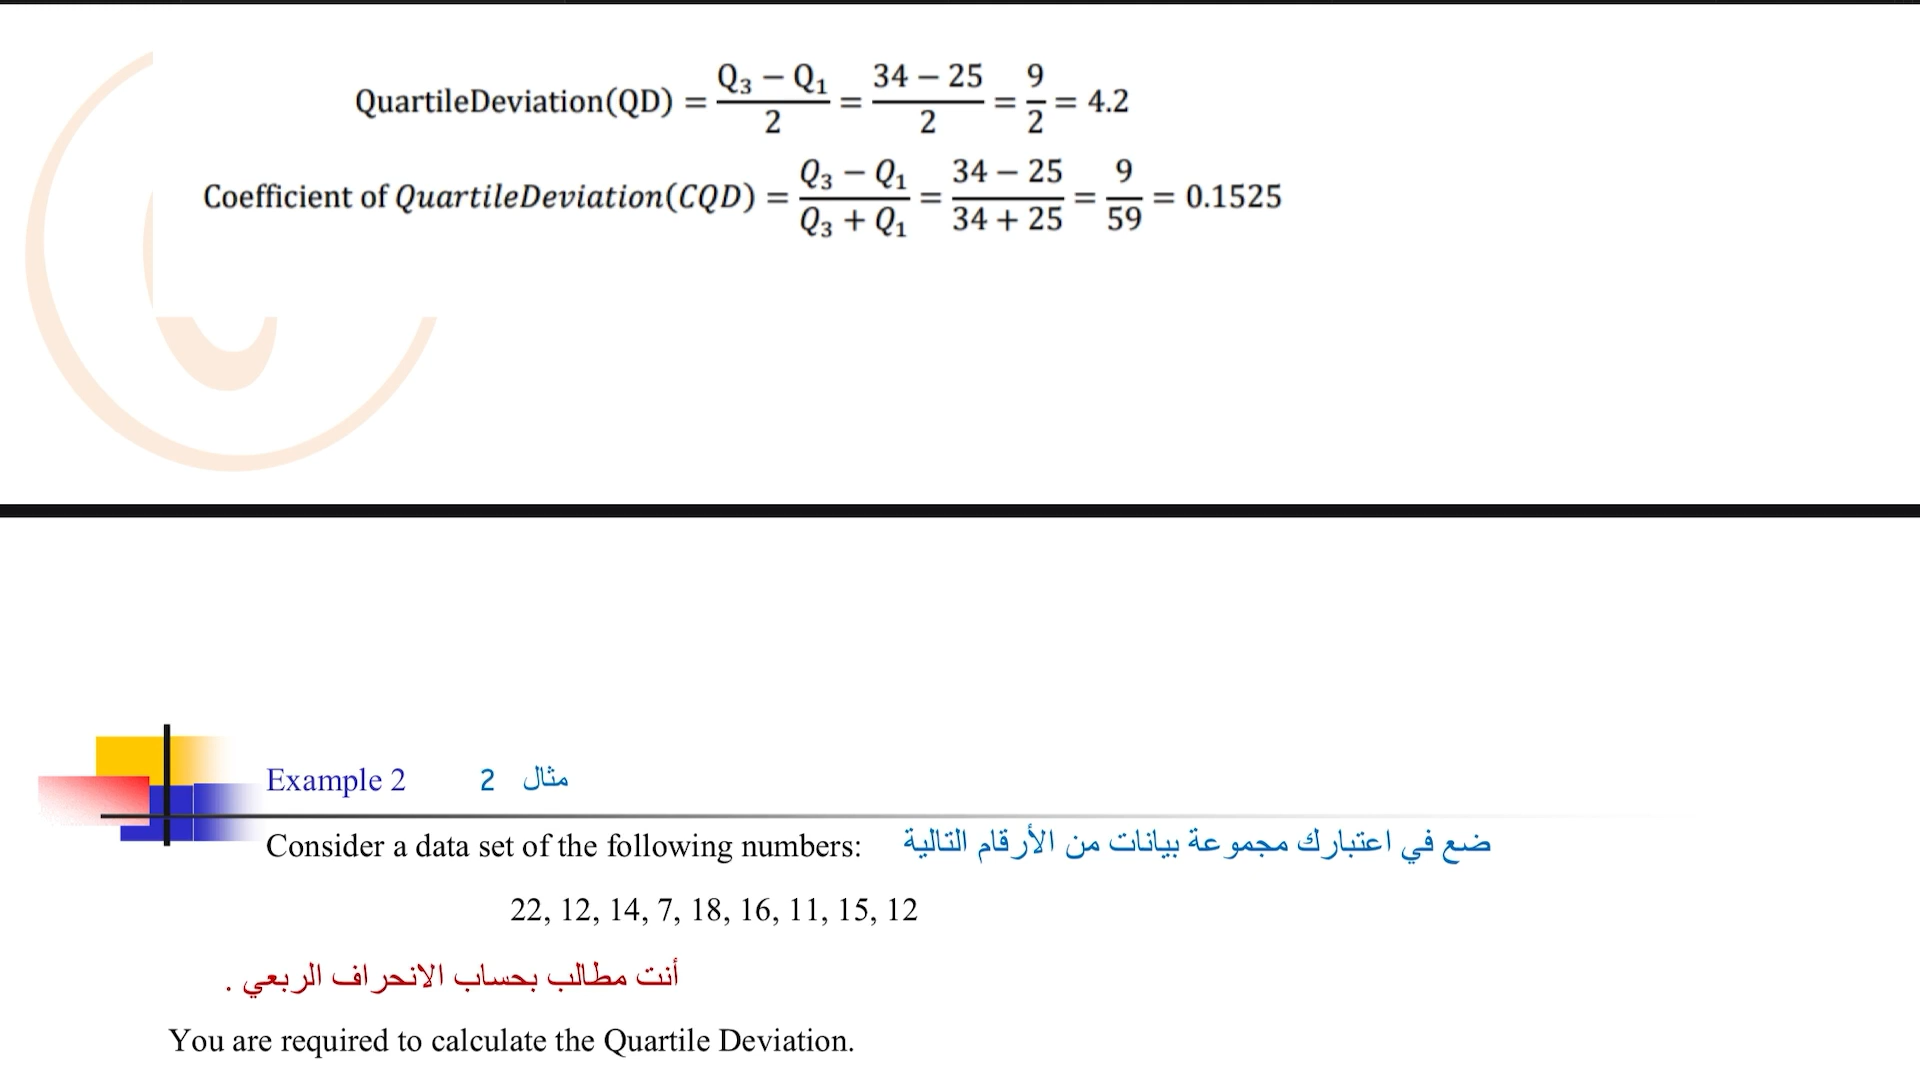 QuartileDeviation(QD) = (Q₃ − Q₁)/2 = (34 − 25)/2 = 9/2 = 4.2
Coefficient of QuartileDeviation(CQD) = (Q₃ − Q₁)/(Q₃ + Q₁) = (34 − 25)/(34 + 25) = 9/59 = 0.1525
Example 2 مثال 2
Consider a data set of the following numbers: ضع في اعتبارك مجموعة بيانات من الأرقام التالية
22, 12, 14, 7, 18, 16, 11, 15, 12
أنت مطالب بحساب الانحراف الربعي .
You are required to calculate the Quartile Deviation.